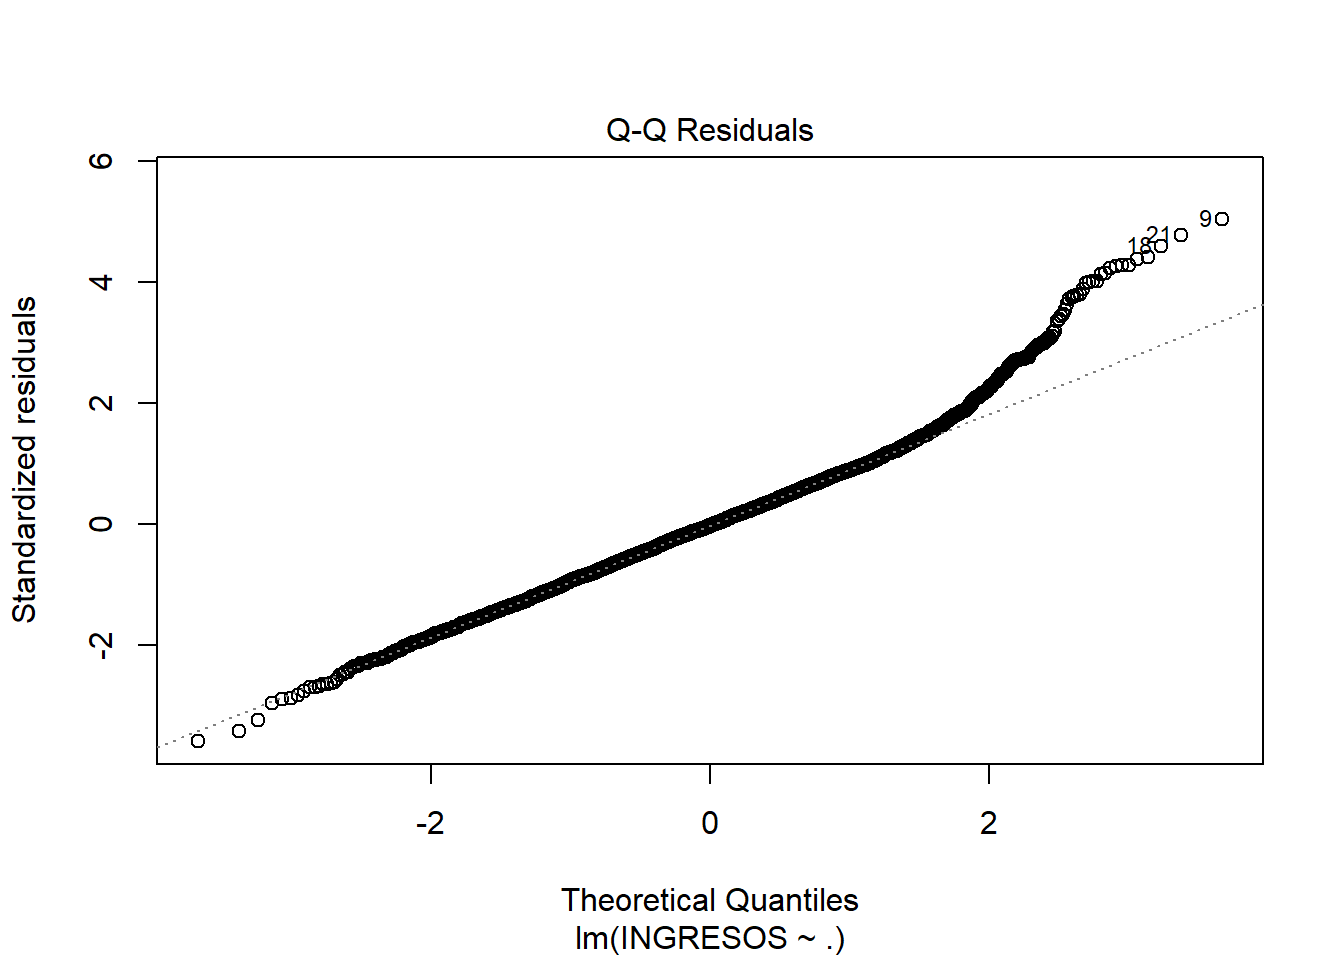 Q-Q Residuals
Standardized residuals
6
4
2
0
-2
9
21
18
-2
0
2
Theoretical Quantiles
lm(INGRESOS ~ .)